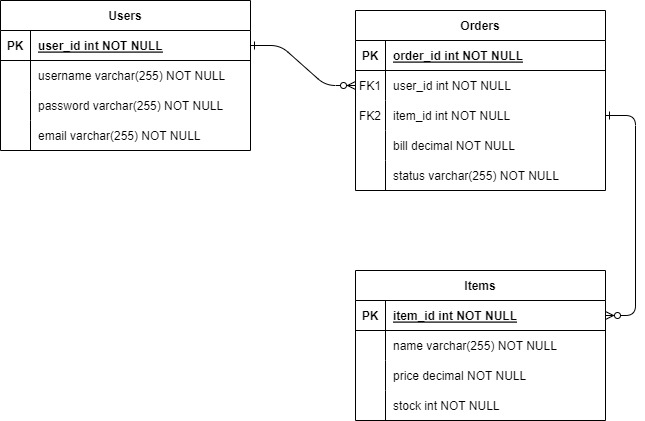 Users
PK user_id int NOT NULL
username varchar(255) NOT NULL
password varchar(255) NOT NULL
email varchar(255) NOT NULL
Orders
PK order_id int NOT NULL
FK1 user_id int NOT NULL
FK2 item_id int NOT NULL
bill decimal NOT NULL
status varchar(255) NOT NULL
Items
PK item_id int NOT NULL
name varchar(255) NOT NULL
price decimal NOT NULL
stock int NOT NULL